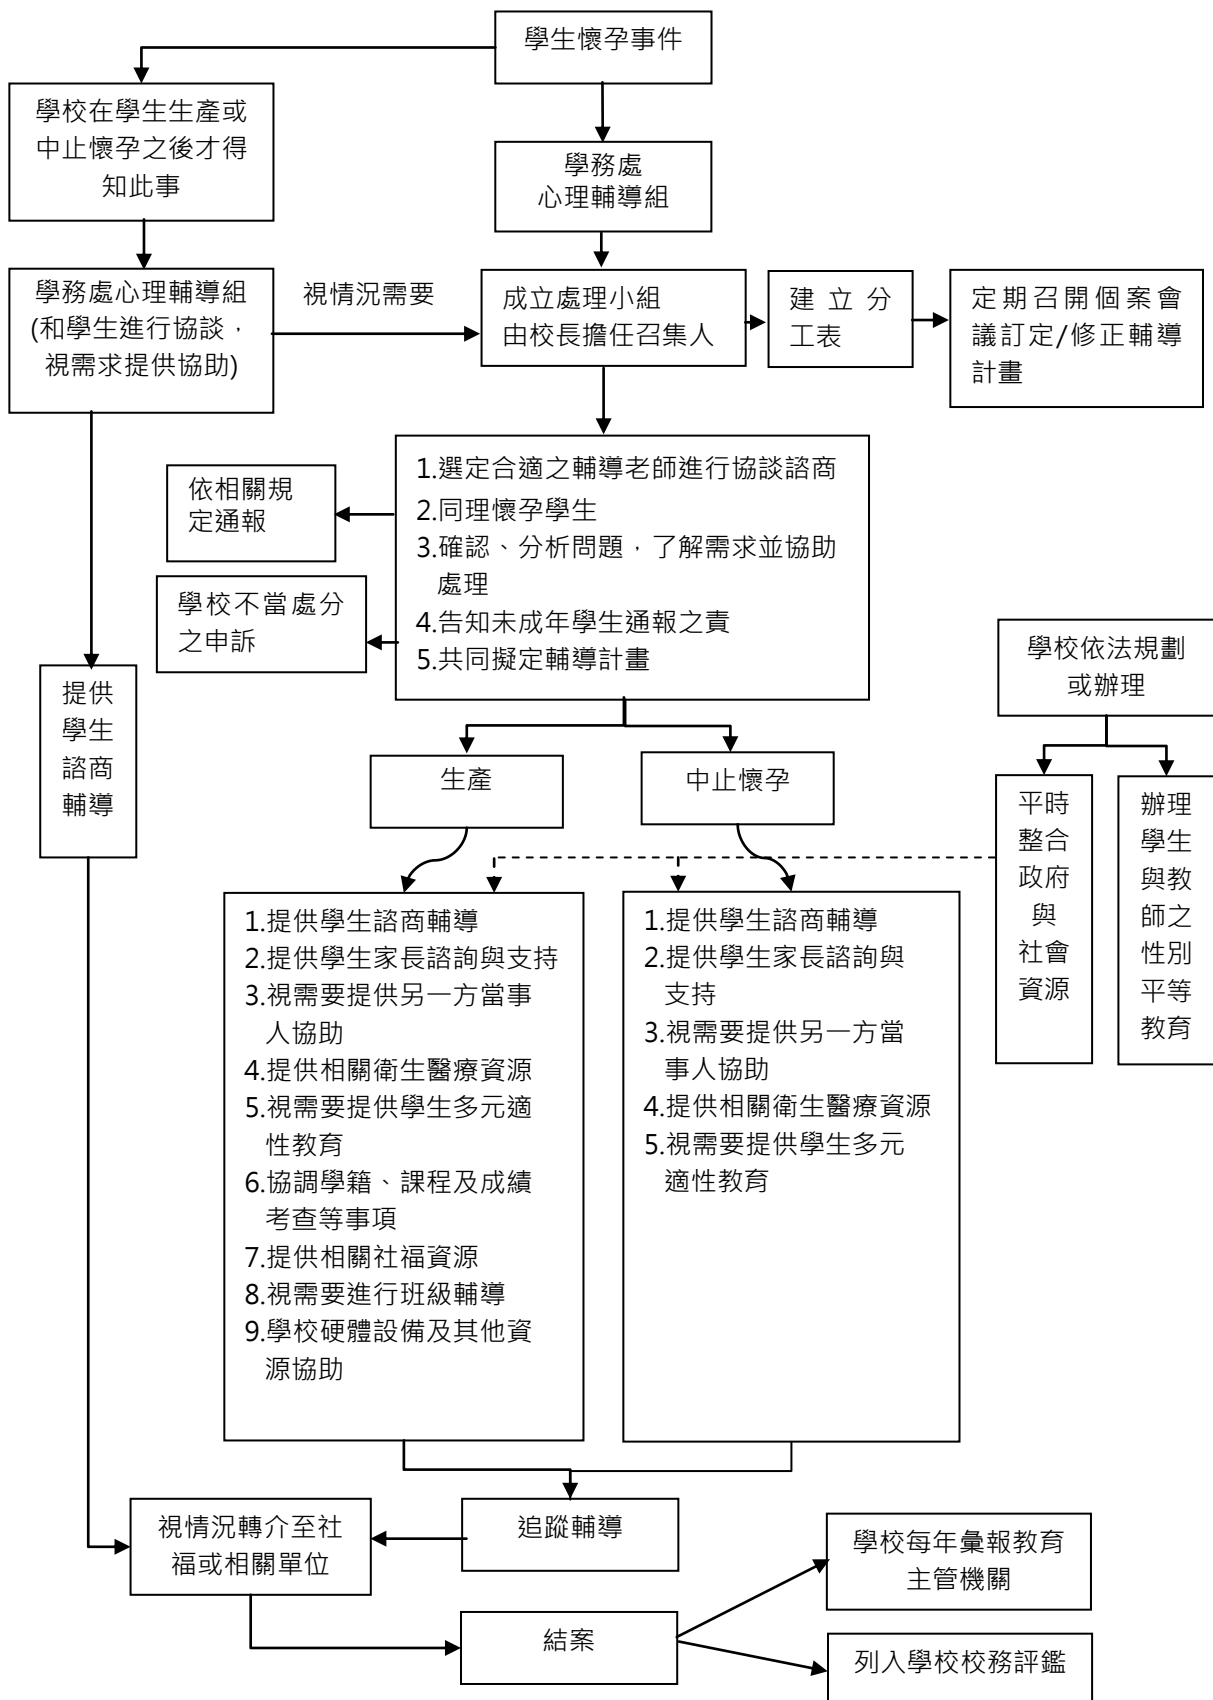 學生懷孕事件
學校在學生生產或
中止懷孕之後才得
知此事
學務處
心理輔導組
學務處心理輔導組
(和學生進行協談，
視需求提供協助)
視情況需要
成立處理小組
由校長擔任召集人
建立分
工表
定期召開個案會
議訂定/修正輔導
計畫
1.選定合適之輔導老師進行協談諮商
2.同理懷孕學生
3.確認、分析問題，了解需求並協助
處理
4.告知未成年學生通報之責
5.共同擬定輔導計畫
依相關規
定通報
學校不當處分
之申訴
學校依法規劃
或辦理
提供
學生
諮商
輔導
生產
中止懷孕
平時
整合
政府
與
社會
資源
辦理
學生
與教
師之
性別
平等
教育
1.提供學生諮商輔導
2.提供學生家長諮詢與支持
3.視需要提供另一方當事
人協助
4.提供相關衛生醫療資源
5.視需要提供學生多元適
性教育
6.協調學籍、課程及成績
考查等事項
7.提供相關社福資源
8.視需要進行班級輔導
9.學校硬體設備及其他資
源協助
1.提供學生諮商輔導
2.提供學生家長諮詢與
支持
3.視需要提供另一方當
事人協助
4.提供相關衛生醫療資源
5.視需要提供學生多元
適性教育
視情況轉介至社
福或相關單位
追蹤輔導
學校每年彙報教育
主管機關
結案
列入學校校務評鑑